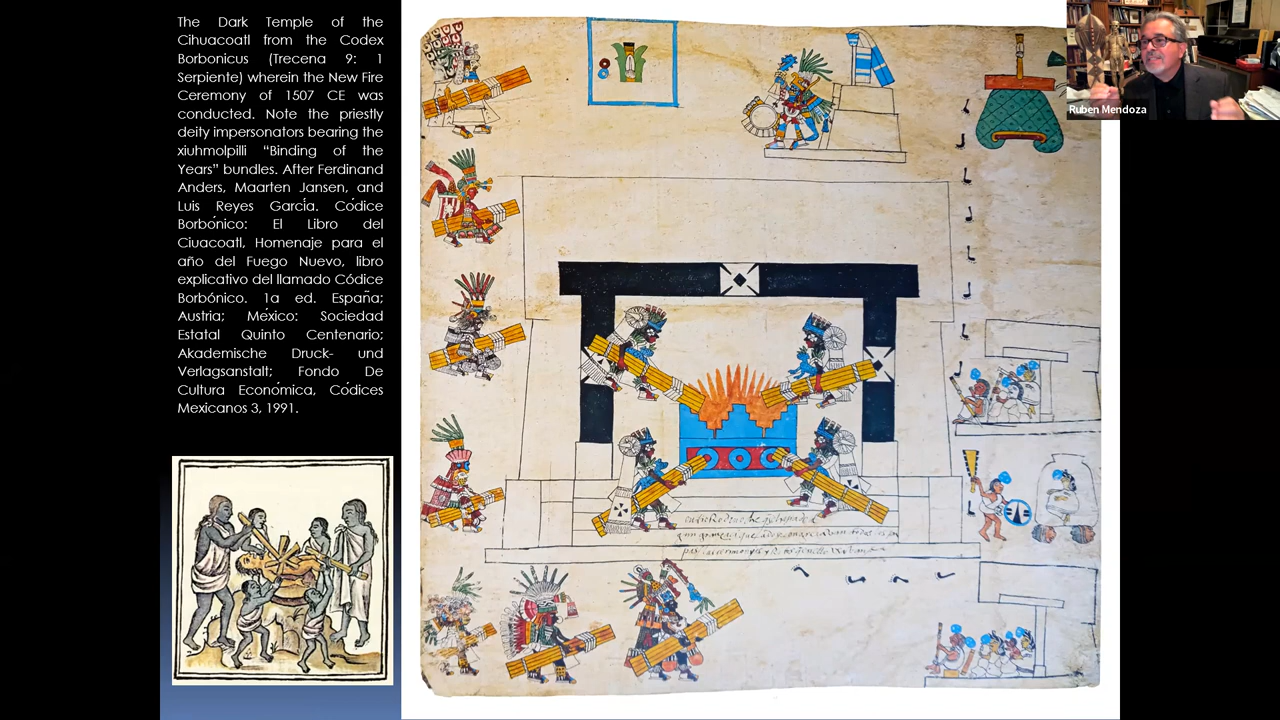 The Dark Temple of the
Cihuacoatl from the Codex
Borbonicus (Trecena 9: 1
Serpiente) wherein the New Fire
Ceremony of 1507 CE was
conducted. Note the priestly
deity impersonators bearing the
xiuhmolpilli “Binding of the
Years” bundles. After Ferdinand
Anders, Maarten Jansen, and
Luis Reyes García. Códice
Borbónico: El Libro del
Ciuacoatl, Homenaje para el
año del Fuego Nuevo, libro
explicativo del llamado Códice
Borbónico. 1a ed. España;
Austria; México: Sociedad
Estatal Quinto Centenario;
Akademische Druck- und
Verlagsanstalt; Fondo De
Cultura Económica, Códices
Mexicanos 3, 1991.
Ruben Mendoza